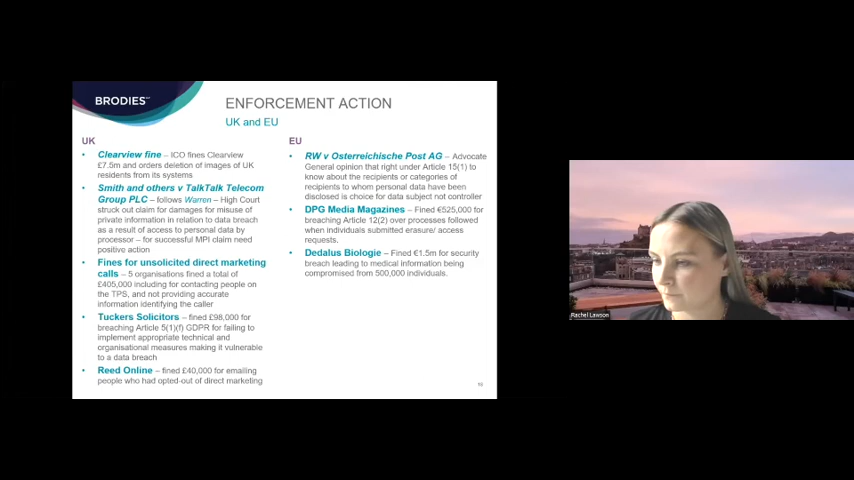 BRODIES LLP
ENFORCEMENT ACTION
UK and EU
UK
• Clearview fine – ICO fines Clearview
£7.5m and orders deletion of images of UK
residents from its systems
• Smith and others v TalkTalk Telecom
Group PLC – follows Warren – High Court
struck out claim for damages for misuse of
private information in relation to data breach
as a result of access to personal data by
processor – for successful MPI claim need
positive action
• Fines for unsolicited direct marketing
calls – 5 organisations fined a total of
£405,000 including for contacting people on
the TPS, and not providing accurate
information identifying the caller
• Tuckers Solicitors – fined £98,000 for
breaching Article 5(1)(f) GDPR for failing to
implement appropriate technical and
organisational measures making it vulnerable
to a data breach
• Reed Online – fined £40,000 for emailing
people who had opted-out of direct marketing
EU
• RW v Osterreichische Post AG – Advocate
General opinion that right under Article 15(1) to
know about the recipients or categories of
recipients to whom personal data have been
disclosed is choice for data subject not controller
• DPG Media Magazines – Fined €525,000 for
breaching Article 12(2) over processes followed
when individuals submitted erasure/ access
requests.
• Dedalus Biologie – Fined €1.5m for security
breach leading to medical information being
compromised from 500,000 individuals.
Rachel Lawson